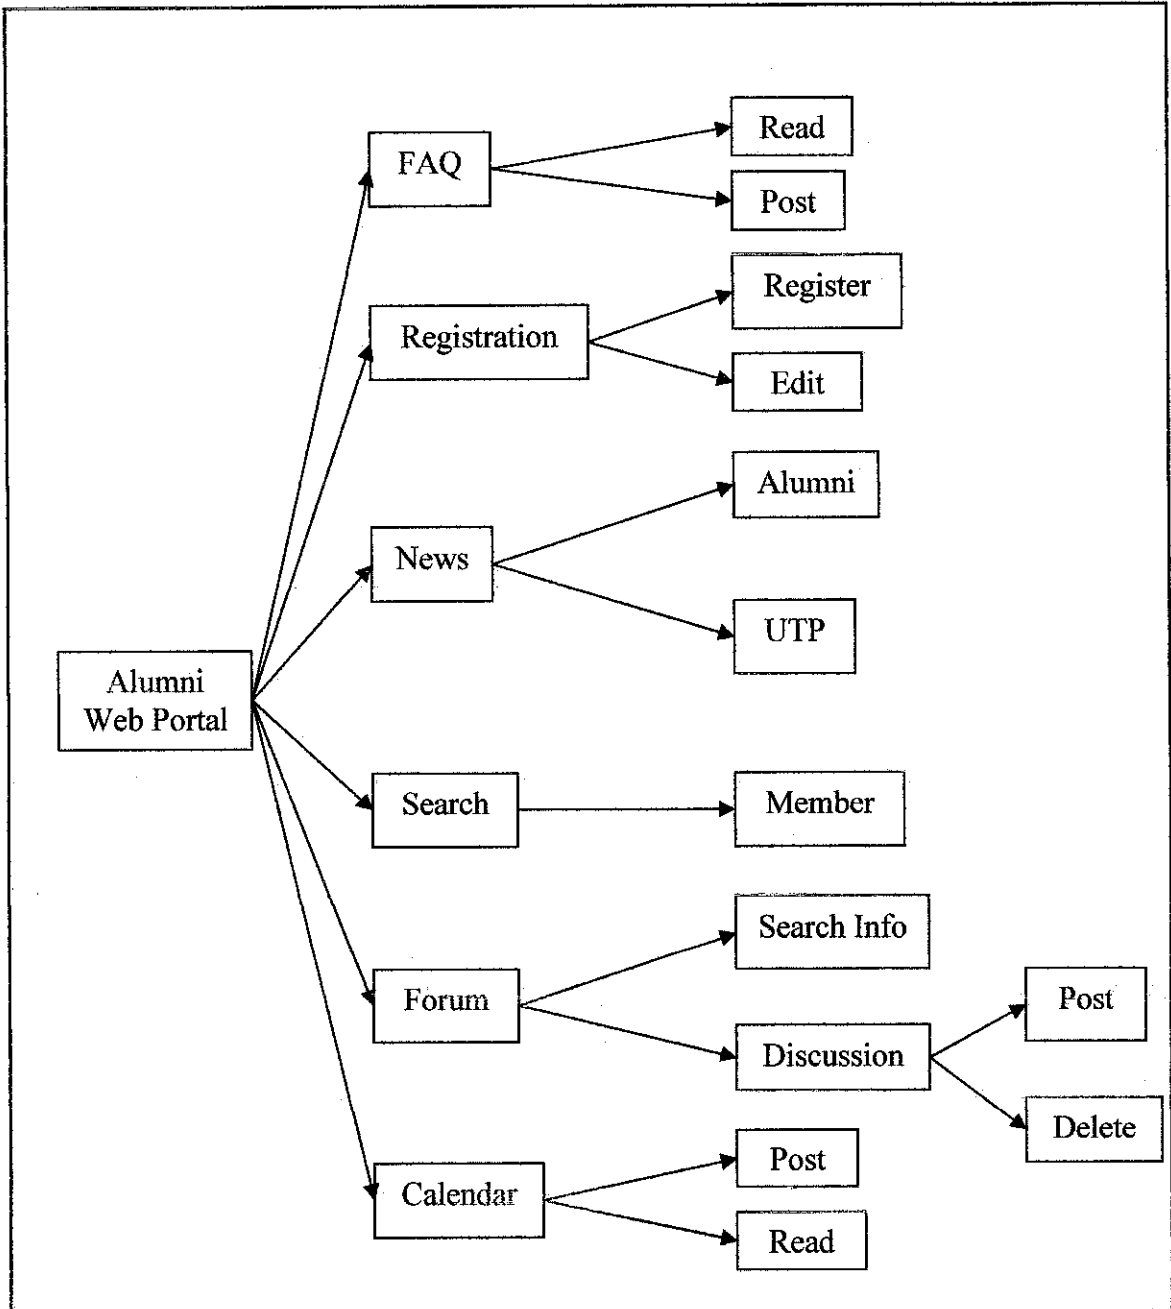 Read
FAQ
Post
Register
Registration
Edit
Alumni
News
UTP
Alumni
Web Portal
Search
Member
Search Info
Forum
Post
Discussion
Delete
Post
Calendar
Read